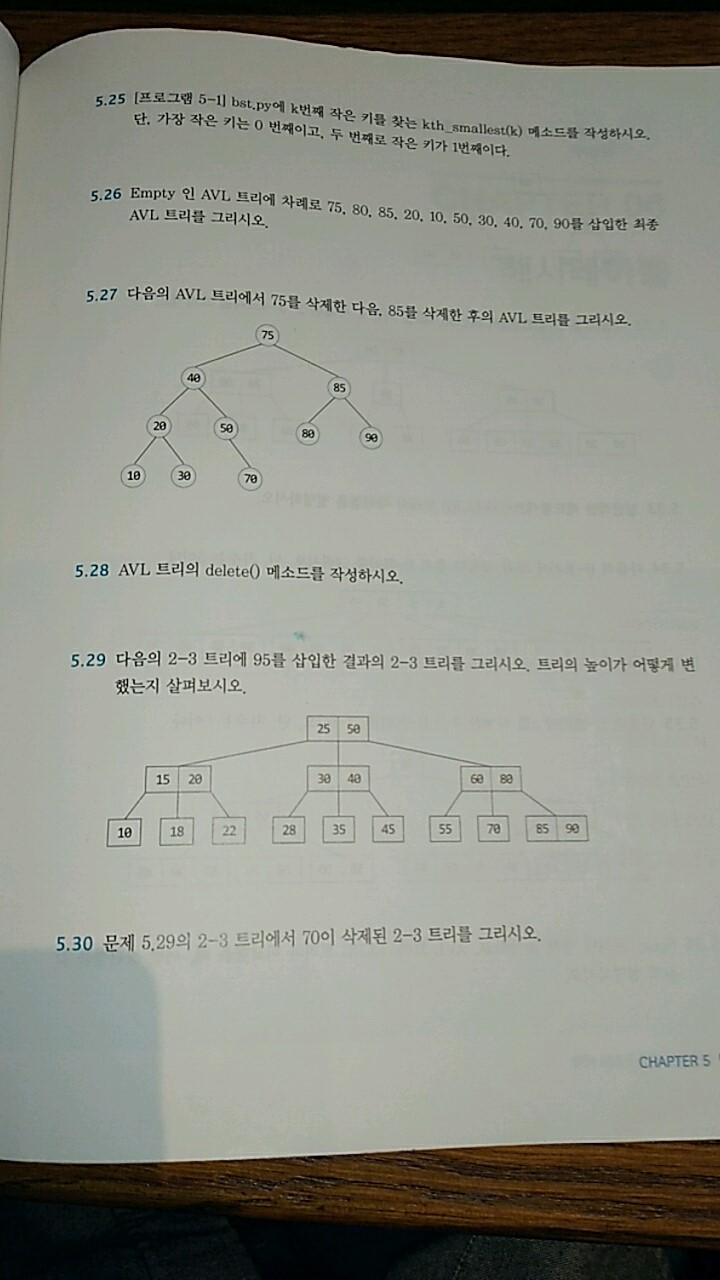 5.25 [프로그램 5-1] bst.py에 k번째 작은 키를 찾는 kth_smallest(k) 메소드를 작성하시오.
단, 가장 작은 키는 0 번째이고, 두 번째로 작은 키가 1번째이다.
5.26 Empty 인 AVL 트리에 차례로 75, 80, 85, 20, 10, 50, 30, 40, 70, 90를 삽입한 최종
AVL 트리를 그리시오.
5.27 다음의 AVL 트리에서 75를 삭제한 다음, 85를 삭제한 후의 AVL 트리를 그리시오.
75
40 85
20 50 80 90
10 30 70
5.28 AVL 트리의 delete() 메소드를 작성하시오.
5.29 다음의 2-3 트리에 95를 삽입한 결과의 2-3 트리를 그리시오. 트리의 높이가 어떻게 변
했는지 살펴보시오.
25 50
15 20 30 40 60 80
10 18 22 28 35 45 55 70 85 90
5.30 문제 5.29의 2-3 트리에서 70이 삭제된 2-3 트리를 그리시오.
CHAPTER 5